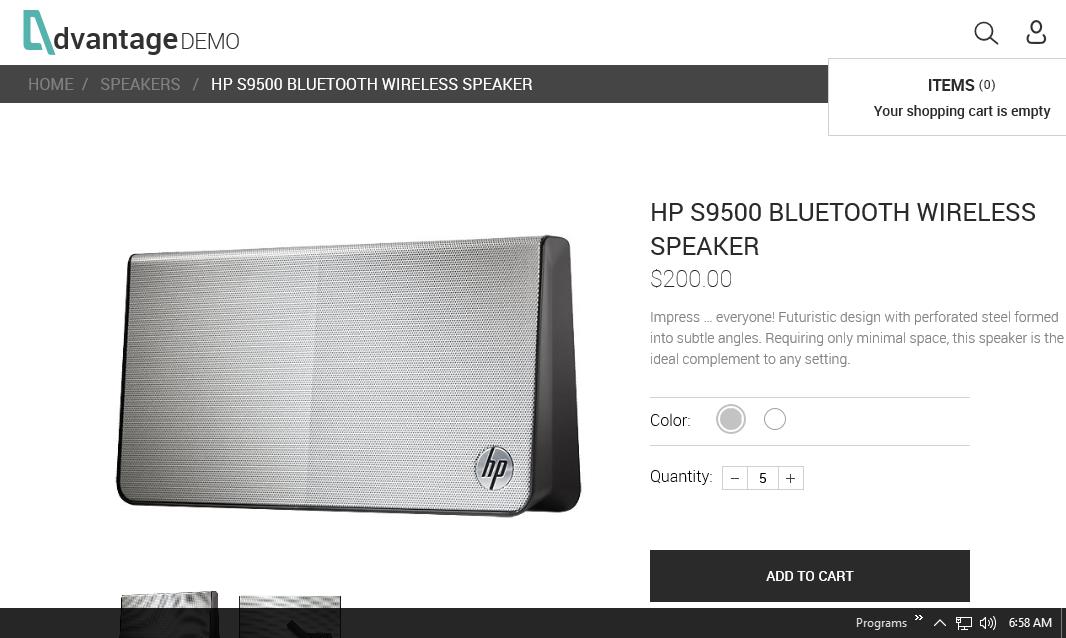 dvantage DEMO
HOME / SPEAKERS / HP S9500 BLUETOOTH WIRELESS SPEAKER
ITEMS (0)
Your shopping cart is empty
HP S9500 BLUETOOTH WIRELESS
SPEAKER
$200.00
Impress ... everyone! Futuristic design with perforated steel formed
into subtle angles. Requiring only minimal space, this speaker is the
ideal complement to any setting.
Color:
Quantity: − 5 +
hp
ADD TO CART
Programs » 6:58 AM